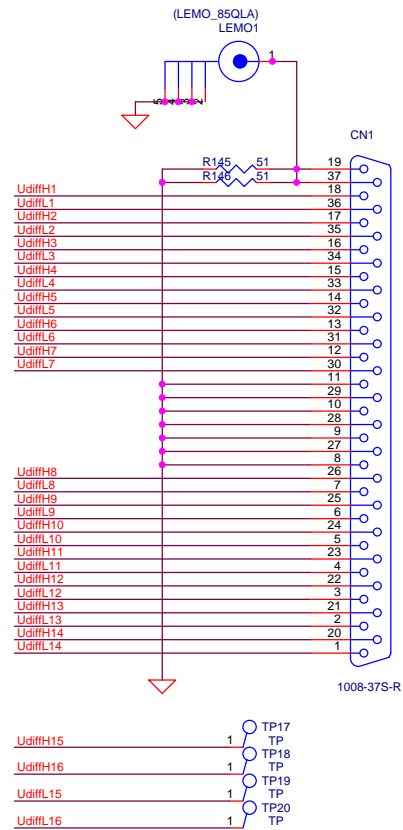 (LEMO_85QLA)
LEMO1
1
5 4 3 2
CN1
R145 51 19
R146 51 37
UdiffH1 18
UdiffL1 36
UdiffH2 17
UdiffL2 35
UdiffH3 16
UdiffL3 34
UdiffH4 15
UdiffL4 33
UdiffH5 14
UdiffL5 32
UdiffH6 13
UdiffL6 31
UdiffH7 12
UdiffL7 30
11
29
10
28
9
27
8
UdiffH8 26
UdiffL8 7
UdiffH9 25
UdiffL9 6
UdiffH10 24
UdiffL10 5
UdiffH11 23
UdiffL11 4
UdiffH12 22
UdiffL12 3
UdiffH13 21
UdiffL13 2
UdiffH14 20
UdiffL14 1
1008-37S-R
TP17
UdiffH15 1 TP
TP18
UdiffH16 1 TP
TP19
UdiffL15 1 TP
TP20
UdiffL16 1 TP